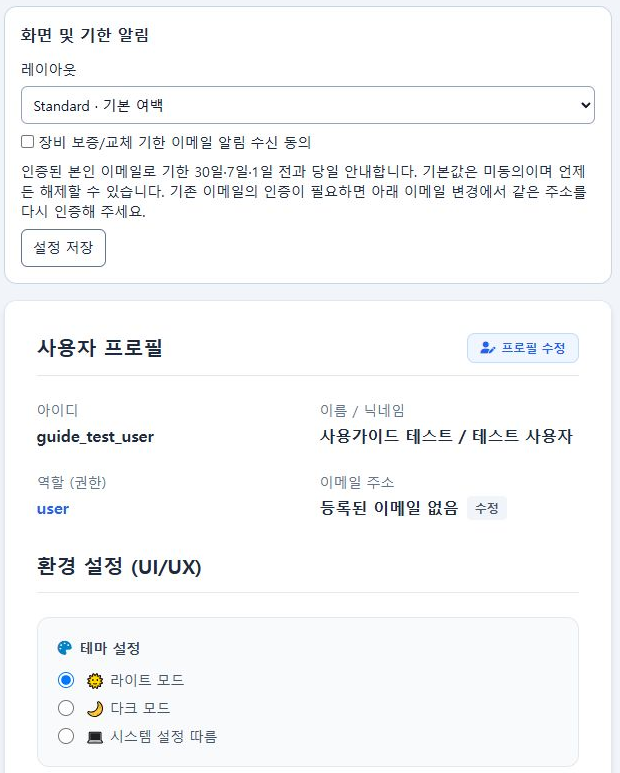 화면 및 기한 알림
레이아웃
Standard · 기본 여백
장비 보증/교체 기한 이메일 알림 수신 동의
인증된 본인 이메일로 기한 30일·7일·1일 전과 당일 안내합니다. 기본값은 미동의이며 언제
든 해제할 수 있습니다. 기존 이메일의 인증이 필요하면 아래 이메일 변경에서 같은 주소를
다시 인증해 주세요.
설정 저장
사용자 프로필
프로필 수정
아이디
guide_test_user
이름 / 닉네임
사용가이드 테스트 / 테스트 사용자
역할 (권한)
user
이메일 주소
등록된 이메일 없음 수정
환경 설정 (UI/UX)
테마 설정
라이트 모드
다크 모드
시스템 설정 따름